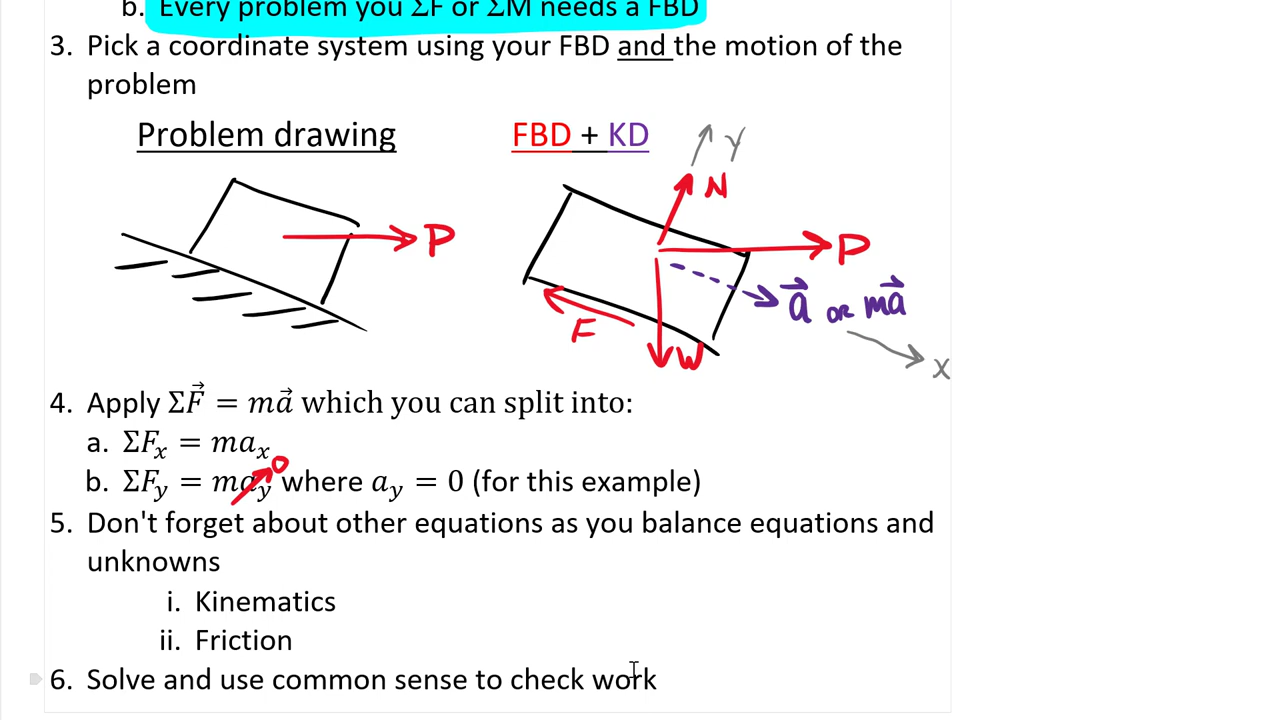 b. Every problem you ΣF or ΣM needs a FBD
3. Pick a coordinate system using your FBD and the motion of the
problem
Problem drawing
FBD + KD
Y
N
P
P
a⃗ OR ma⃗
F
W
X
4. Apply ΣF⃗ = ma⃗ which you can split into:
a. ΣFₓ = maₓ
0
b. ΣF_y = ma_y where a_y = 0 (for this example)
5. Don't forget about other equations as you balance equations and
unknowns
i. Kinematics
ii. Friction
6. Solve and use common sense to check work